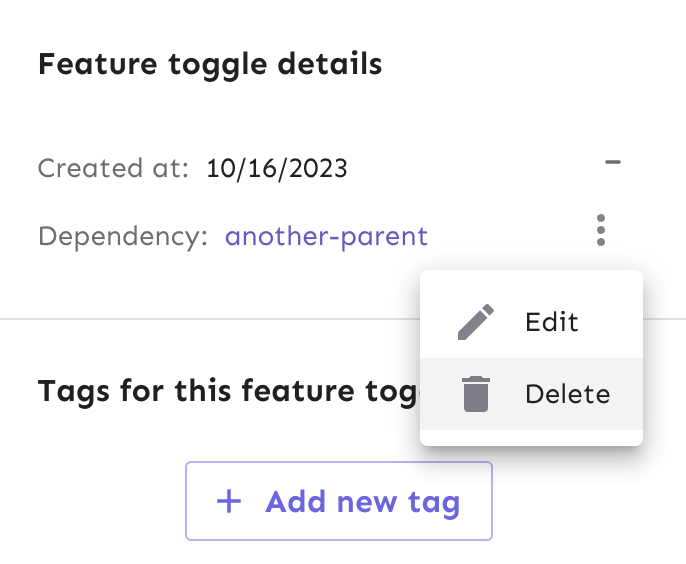 Feature toggle details
Created at: 10/16/2023 –
Dependency: another-parent
Edit
Tags for this feature tog
Delete
+ Add new tag